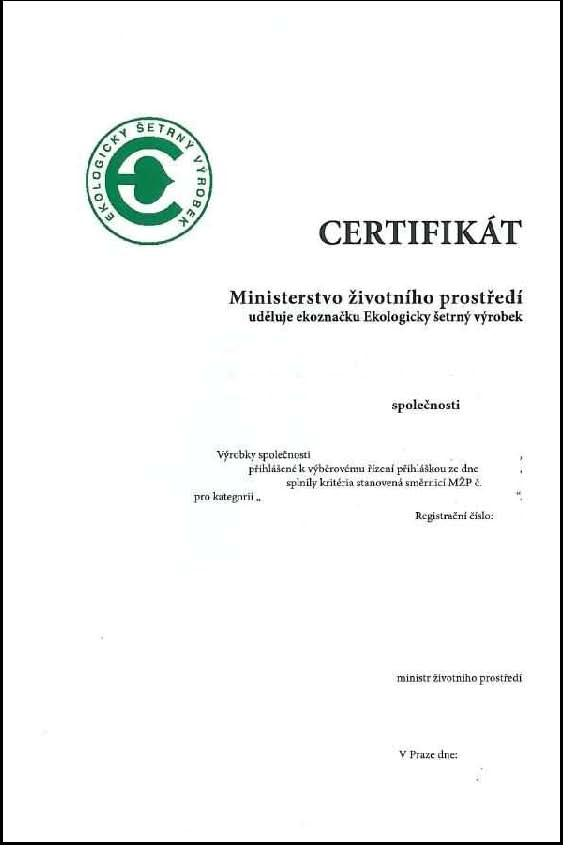 EKOLOGICKY ŠETRNÝ VÝROBEK
CERTIFIKÁT
Ministerstvo životního prostředí
uděluje ekoznačku Ekologicky šetrný výrobek
společnosti
Výrobky společnosti ,
přihlášené k výběrovému řízení přihláškou ze dne ,
splnily kritéria stanovená směrnicí MŽP č.
pro kategorii „ “.
Registrační číslo:
ministr životního prostředí
V Praze dne: